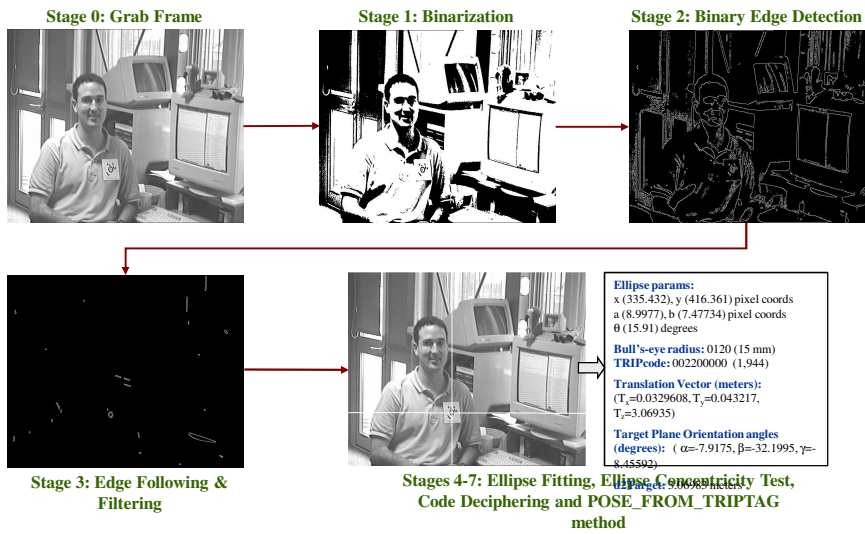 Stage 0: Grab Frame
Stage 1: Binarization
Stage 2: Binary Edge Detection
Stage 3: Edge Following &
Filtering
Ellipse params:
x (335.432), y (416.361) pixel coords
a (8.9977), b (7.47734) pixel coords
θ (15.91) degrees
Bull's-eye radius: 0120 (15 mm)
TRIPcode: 002200000 (1,944)
Translation Vector (meters):
(Tx=0.0329608, Ty=0.043217,
Tz=3.06935)
Target Plane Orientation angles
(degrees): ( α=-7.9175, β=-32.1995, γ=-
8.45592)
d2Target: meters
Stages 4-7: Ellipse Fitting, Ellipse Concentricity Test,
Code Deciphering and POSE_FROM_TRIPTAG
method